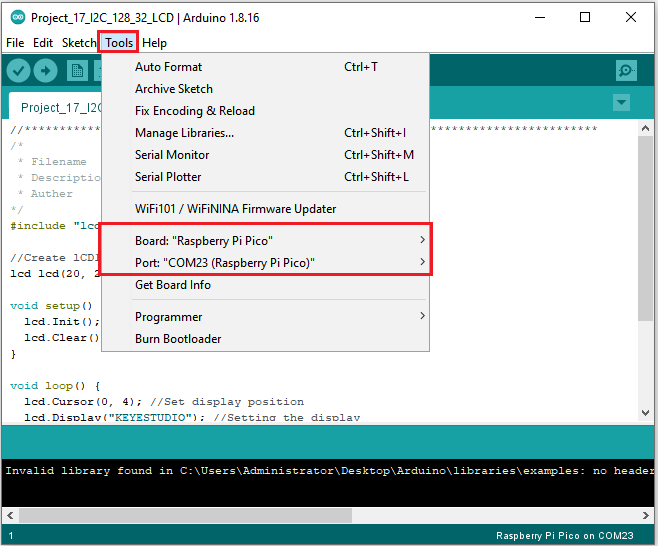 Project_17_I2C_128_32_LCD | Arduino 1.8.16
File Edit Sketch Tools Help
Auto Format Ctrl+T
Archive Sketch
Fix Encoding & Reload
Manage Libraries... Ctrl+Shift+I
Serial Monitor Ctrl+Shift+M
Serial Plotter Ctrl+Shift+L
WiFi101 / WiFiNINA Firmware Updater
Board: "Raspberry Pi Pico"
Port: "COM23 (Raspberry Pi Pico)"
Get Board Info
Programmer
Burn Bootloader
Project_17_I2C
//************************************************************
/*
* Filename
* Descriptio
* Auther
*/
#include "lcd
//Create lCD
lcd lcd(20, 2
void setup()
lcd.Init();
lcd.Clear()
}
void loop() {
lcd.Cursor(0, 4); //Set display position
lcd.Display("KEYESTUDIO"); //Setting the display
Invalid library found in C:\Users\Administrator\Desktop\Arduino\libraries\examples: no header
1 Raspberry Pi Pico on COM23